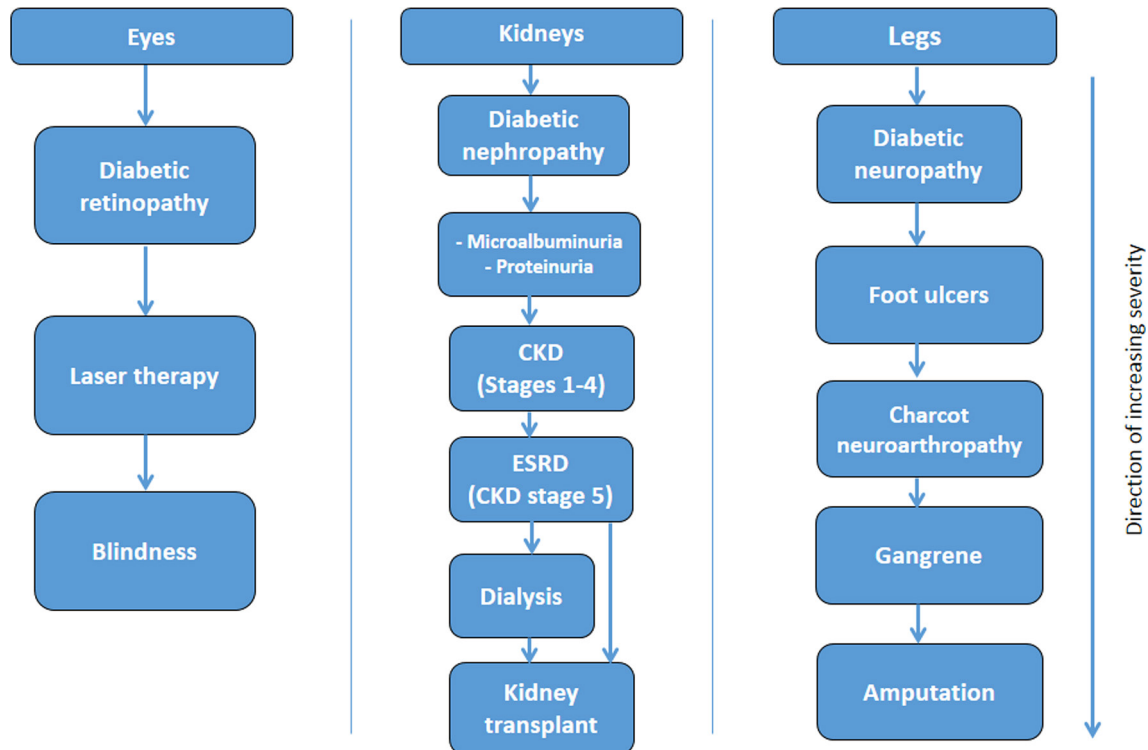 Eyes
Diabetic
retinopathy
Laser therapy
Blindness
Kidneys
Diabetic
nephropathy
- Microalbuminuria
- Proteinuria
CKD
(Stages 1-4)
ESRD
(CKD stage 5)
Dialysis
Kidney
transplant
Legs
Diabetic
neuropathy
Foot ulcers
Charcot
neuroarthropathy
Gangrene
Amputation
Direction of increasing severity